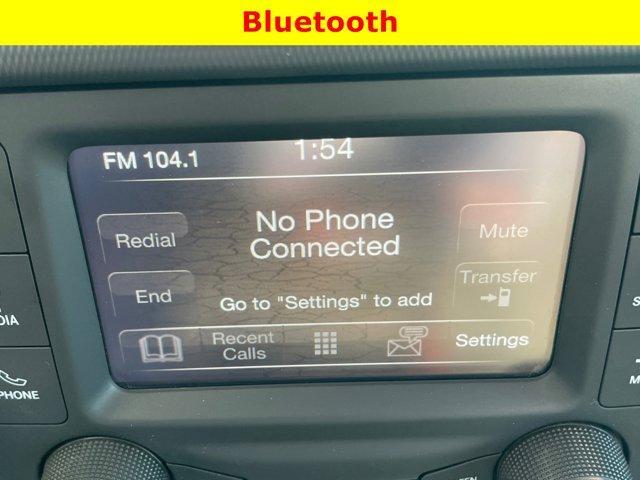 Bluetooth
FM 104.1
1:54
No Phone
Connected
Redial
Mute
End
Transfer
Go to "Settings" to add
Recent
Calls
Settings
DIA
PHONE